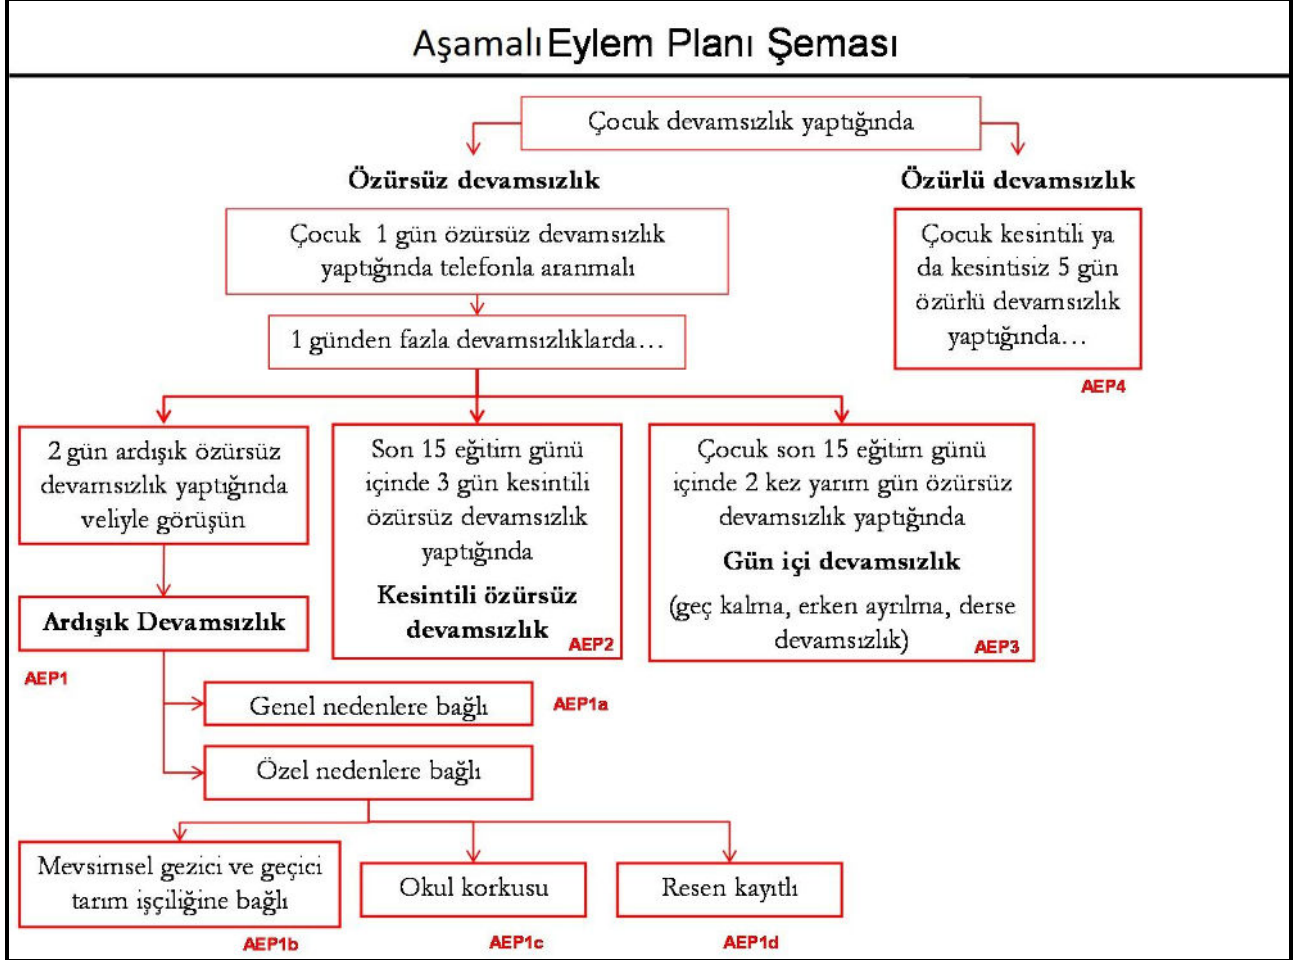 Aşamalı Eylem Planı Şeması
Çocuk devamsızlık yaptığında
Özürsüz devamsızlık
Özürlü devamsızlık
Çocuk 1 gün özürsüz devamsızlık
yaptığında telefonla aranmalı
Çocuk kesintili ya
da kesintisiz 5 gün
özürlü devamsızlık
yaptığında...
AEP4
1 günden fazla devamsızlıklarda...
2 gün ardışık özürsüz
devamsızlık yaptığında
veliyle görüşün
Ardışık Devamsızlık
AEP1
Son 15 eğitim günü
içinde 3 gün kesintili
özürsüz devamsızlık
yaptığında
Kesintili özürsüz
devamsızlık
AEP2
Çocuk son 15 eğitim günü
içinde 2 kez yarım gün özürsüz
devamsızlık yaptığında
Gün içi devamsızlık
(geç kalma, erken ayrılma, derse
devamsızlık)
AEP3
Genel nedenlere bağlı
AEP1a
Özel nedenlere bağlı
Mevsimsel gezici ve geçici
tarım işçiliğine bağlı
AEP1b
Okul korkusu
AEP1c
Resen kayıtlı
AEP1d